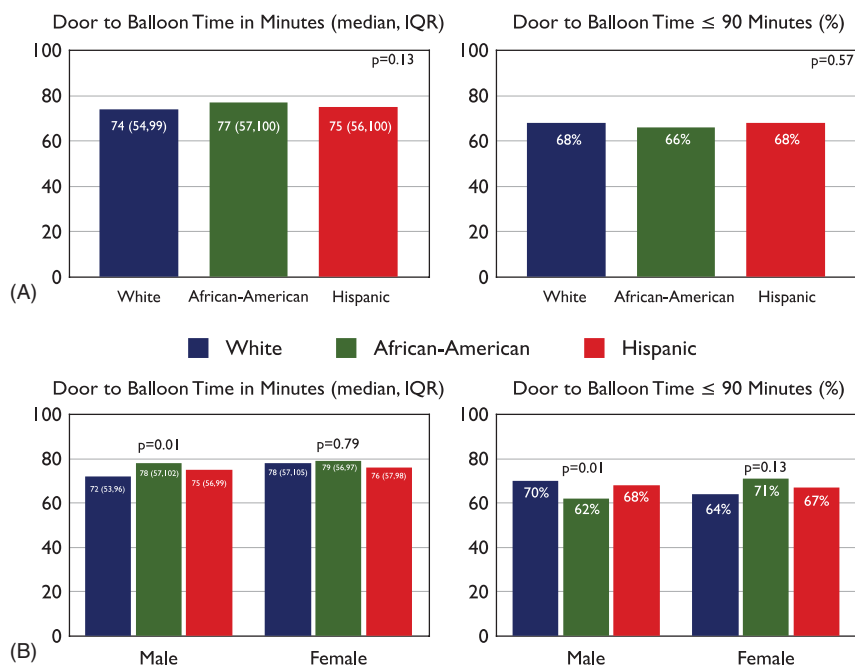 Door to Balloon Time in Minutes (median, IQR)
100
80
60
40
20
0
p=0.13
74 (54,99)
77 (57,100)
75 (56,100)
White
African-American
Hispanic
Door to Balloon Time ≤ 90 Minutes (%)
100
80
60
40
20
0
p=0.57
68%
66%
68%
White
African-American
Hispanic
(A)
White
African-American
Hispanic
Door to Balloon Time in Minutes (median, IQR)
100
80
60
40
20
0
p=0.01
p=0.79
72 (53,96)
78 (57,102)
75 (56,99)
78 (57,105)
79 (56,97)
76 (57,98)
Male
Female
Door to Balloon Time ≤ 90 Minutes (%)
100
80
60
40
20
0
p=0.01
p=0.13
70%
62%
68%
64%
71%
67%
Male
Female
(B)